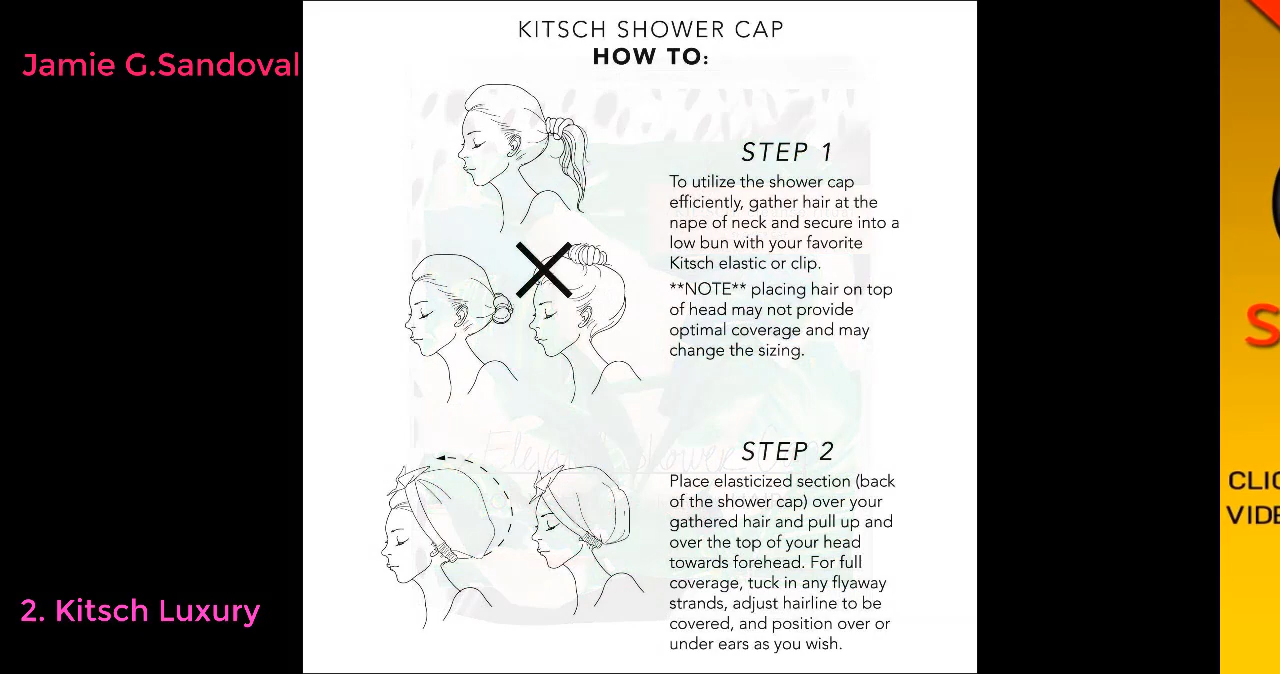 Jamie G.Sandoval
KITSCH SHOWER CAP
HOW TO:
STEP 1
To utilize the shower cap
efficiently, gather hair at the
nape of neck and secure into a
low bun with your favorite
Kitsch elastic or clip.
**NOTE** placing hair on top
of head may not provide
optimal coverage and may
change the sizing.
STEP 2
Place elasticized section (back
of the shower cap) over your
gathered hair and pull up and
over the top of your head
towards forehead. For full
coverage, tuck in any flyaway
strands, adjust hairline to be
covered, and position over or
under ears as you wish.
2. Kitsch Luxury